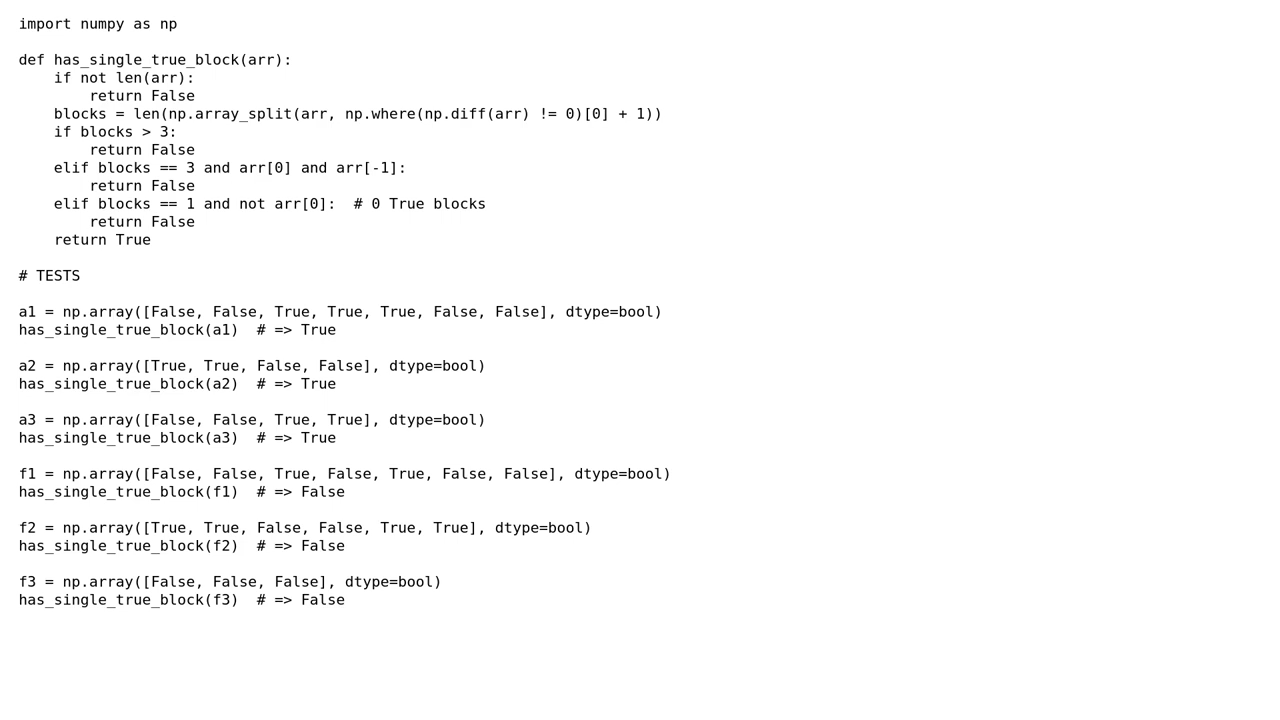 import numpy as np

def has_single_true_block(arr):
    if not len(arr):
        return False
    blocks = len(np.array_split(arr, np.where(np.diff(arr) != 0)[0] + 1))
    if blocks > 3:
        return False
    elif blocks == 3 and arr[0] and arr[-1]:
        return False
    elif blocks == 1 and not arr[0]:  # 0 True blocks
        return False
    return True

# TESTS

a1 = np.array([False, False, True, True, True, False, False], dtype=bool)
has_single_true_block(a1)  # => True

a2 = np.array([True, True, False, False], dtype=bool)
has_single_true_block(a2)  # => True

a3 = np.array([False, False, True, True], dtype=bool)
has_single_true_block(a3)  # => True

f1 = np.array([False, False, True, False, True, False, False], dtype=bool)
has_single_true_block(f1)  # => False

f2 = np.array([True, True, False, False, True, True], dtype=bool)
has_single_true_block(f2)  # => False

f3 = np.array([False, False, False], dtype=bool)
has_single_true_block(f3)  # => False